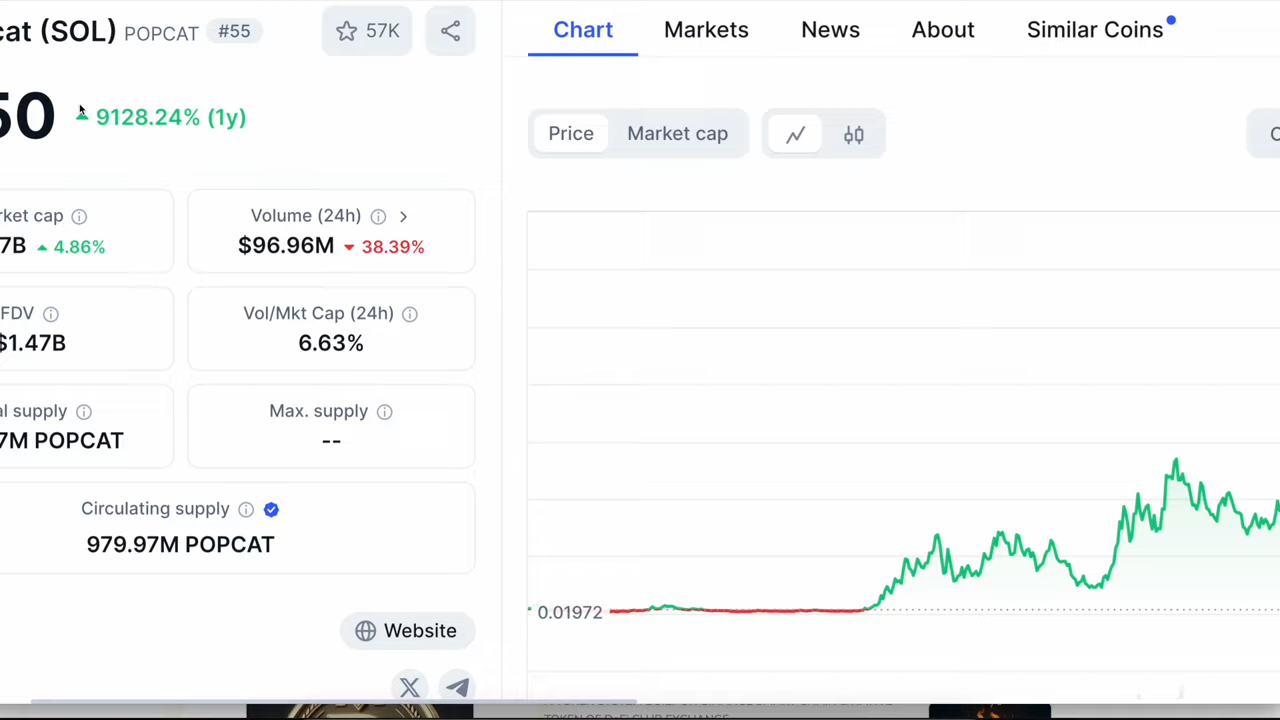 cat (SOL) POPCAT #55 57K
50 9128.24% (1y)
rket cap
7B 4.86%
Volume (24h)
$96.96M 38.39%
FDV
$1.47B
Vol/Mkt Cap (24h)
6.63%
al supply
7M POPCAT
Max. supply
--
Circulating supply
979.97M POPCAT
Website
Chart Markets News About Similar Coins
Price Market cap
0.01972